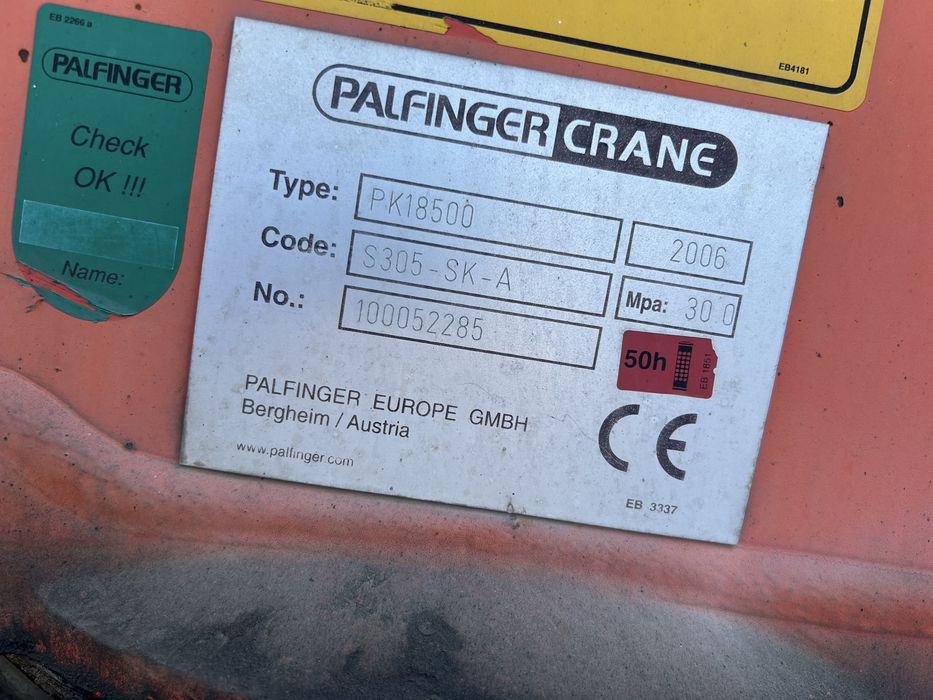 EB 2266 a
PALFINGER
Check
OK !!!
Name:
EB4181
PALFINGER CRANE
Type: PK18500 2006
Code: S305-SK-A Mpa: 30.0
No.: 100052285
50h
EB 1851
PALFINGER EUROPE GMBH
Bergheim / Austria
www.palfinger.com
CE
EB 3337